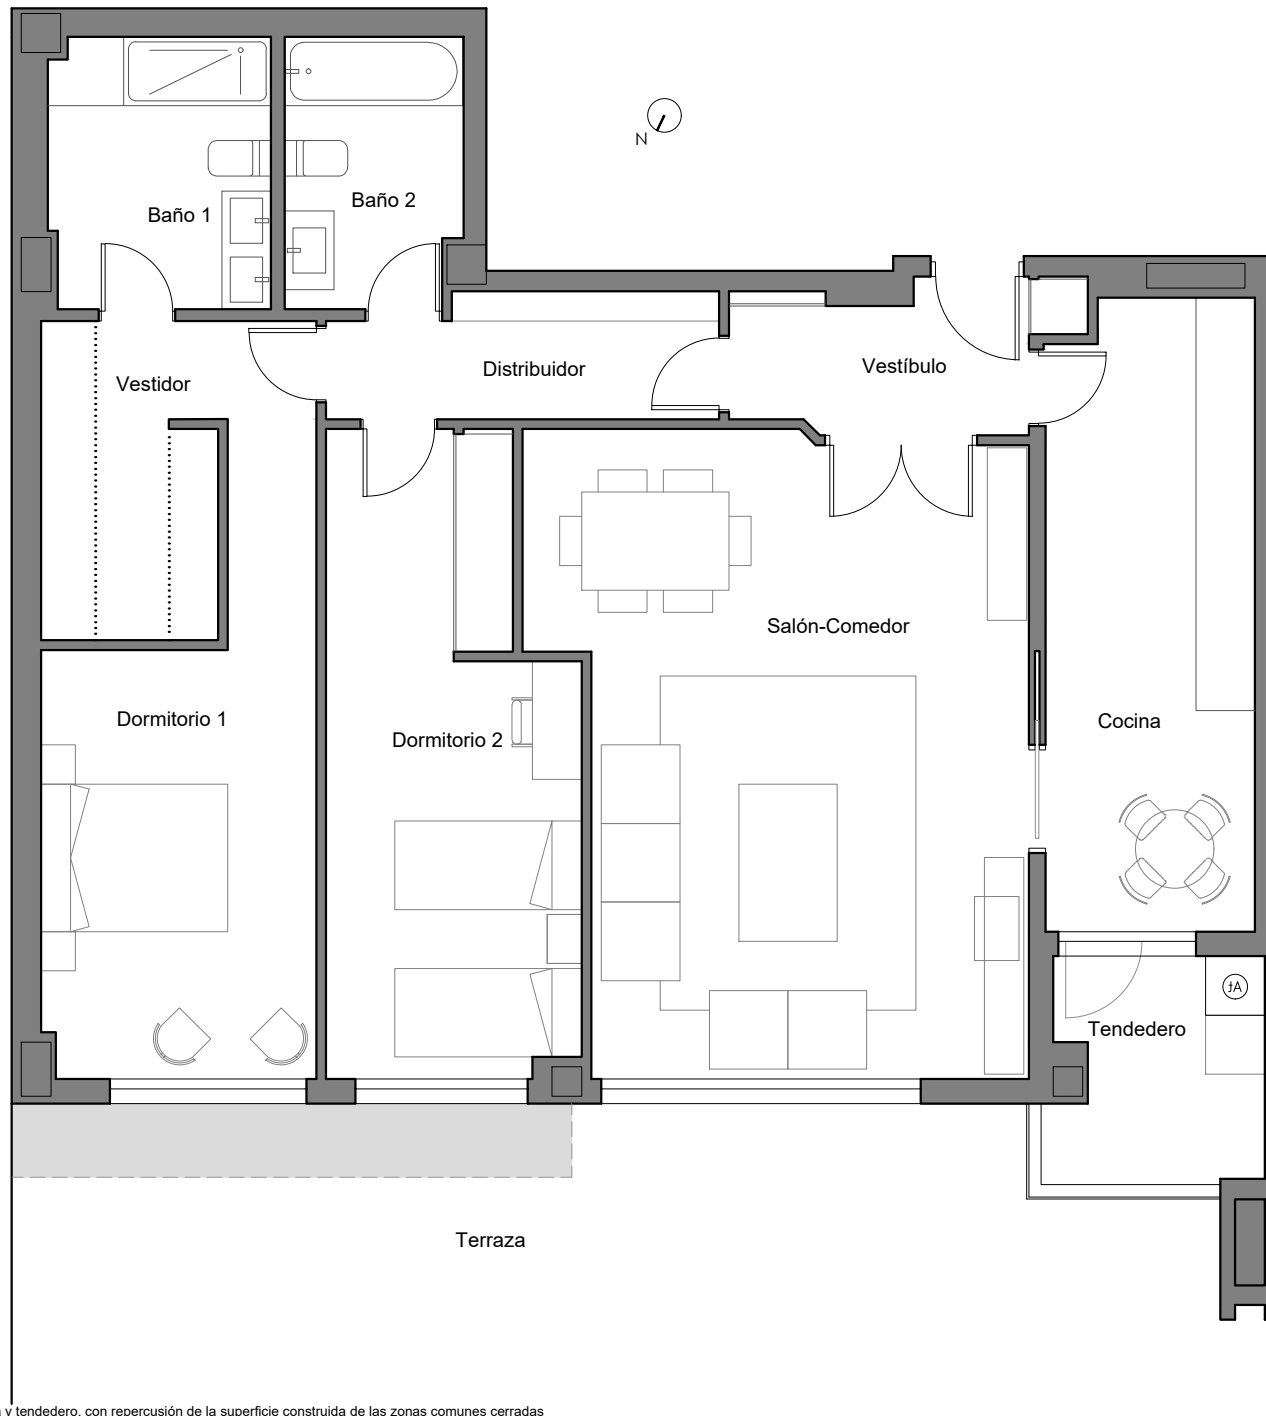 N
Baño 1
Baño 2
Vestidor
Distribuidor
Vestíbulo
Salón-Comedor
Dormitorio 1
Dormitorio 2
Cocina
Tendedero
Terraza
y tendedero, con repercusión de la superficie construida de las zonas comunes cerradas